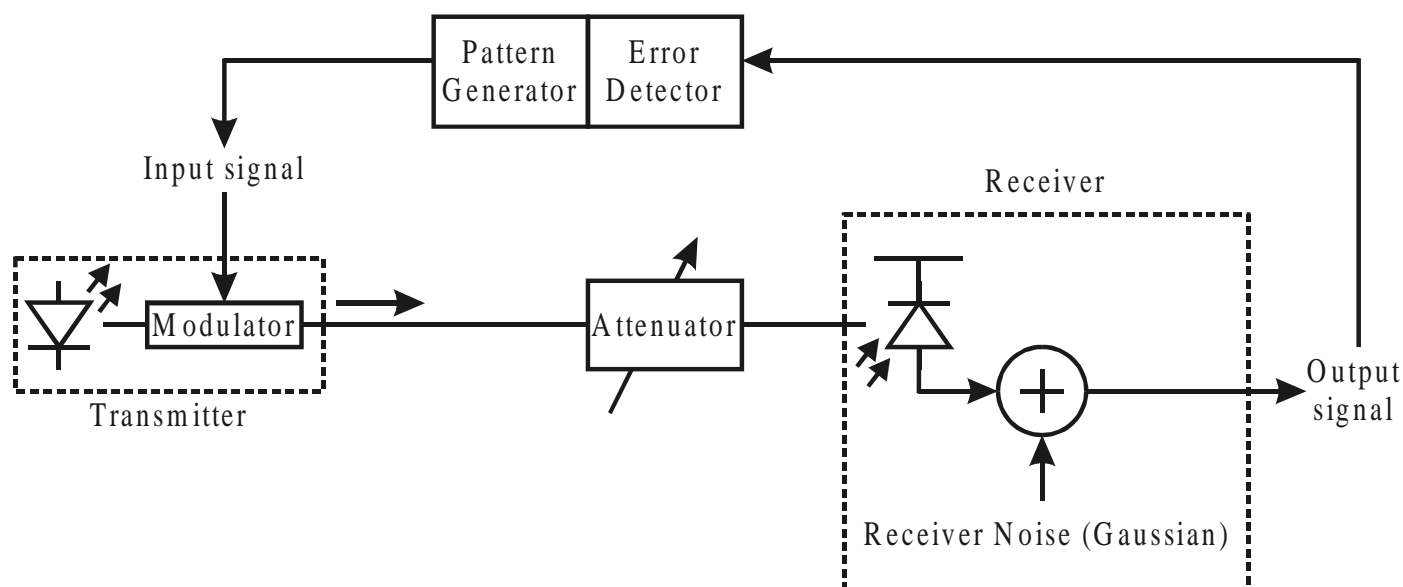 Pattern
Generator
Error
Detector
Input signal
Receiver
Modulator
Attenuator
Transmitter
Output
signal
Receiver Noise (Gaussian)